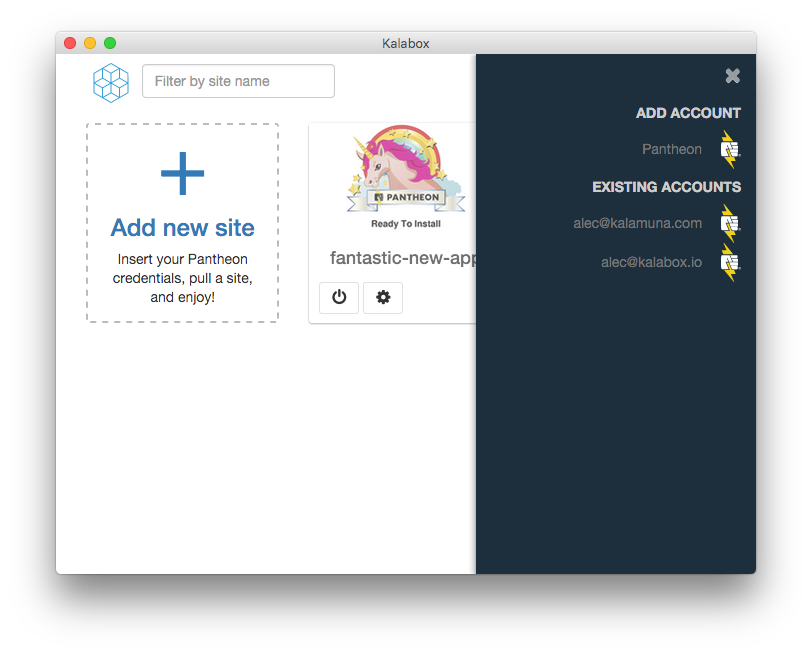 Kalabox
Filter by site name
Add new site
Insert your Pantheon
credentials, pull a site,
and enjoy!
PANTHEON
Ready To Install
fantastic-new-app
ADD ACCOUNT
Pantheon
EXISTING ACCOUNTS
alec@kalamuna.com
alec@kalabox.io